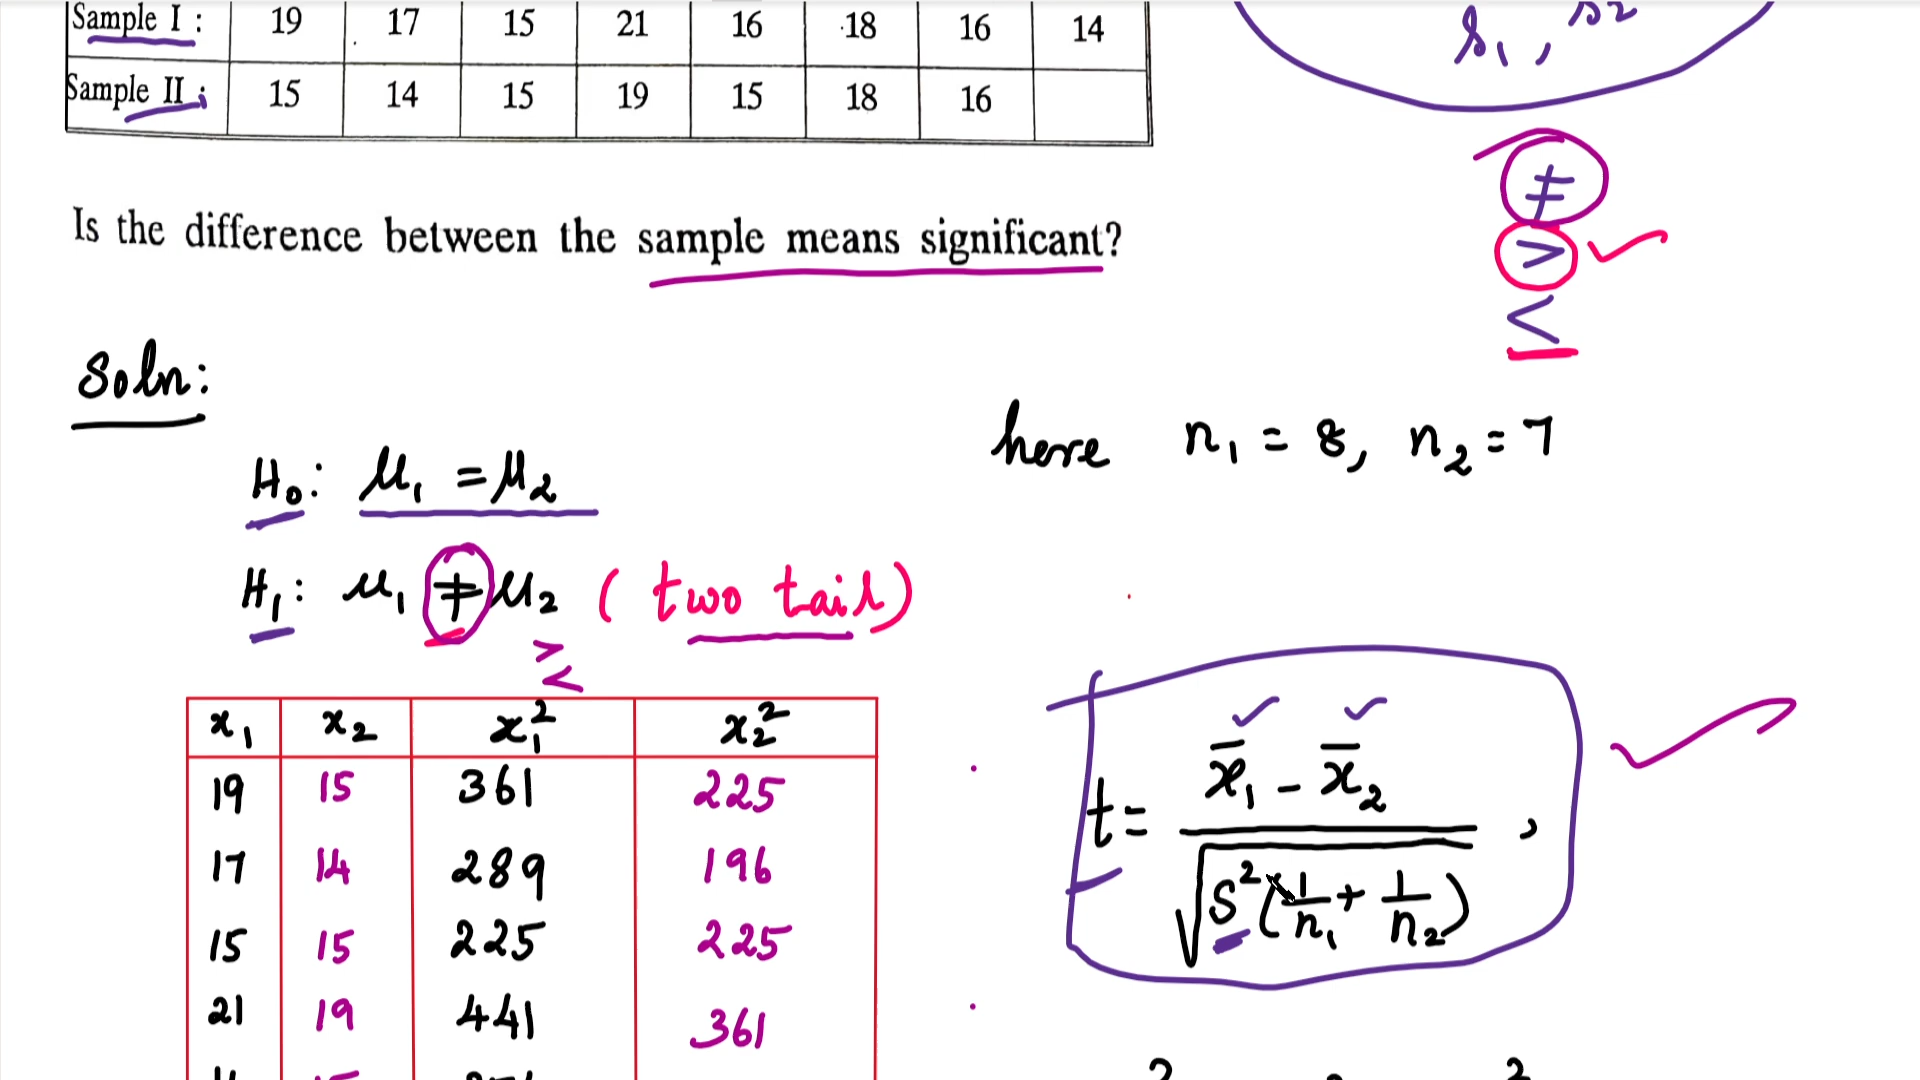 Sample I : 19 17 15 21 16 18 16 14
Sample II : 15 14 15 19 15 18 16
s₁ , s₂
≠
>
<
Is the difference between the sample means significant?
Soln:
here n₁ = 8, n₂ = 7
H₀: μ₁ = μ₂
H₁: μ₁ ≠ μ₂ (two tail)
>
<
x₁ x₂ x₁² x₂²
19 15 361 225
17 14 289 196
15 15 225 225
21 19 441 361
t = x̄₁ - x̄₂ / √S²(1/n₁ + 1/n₂) ,